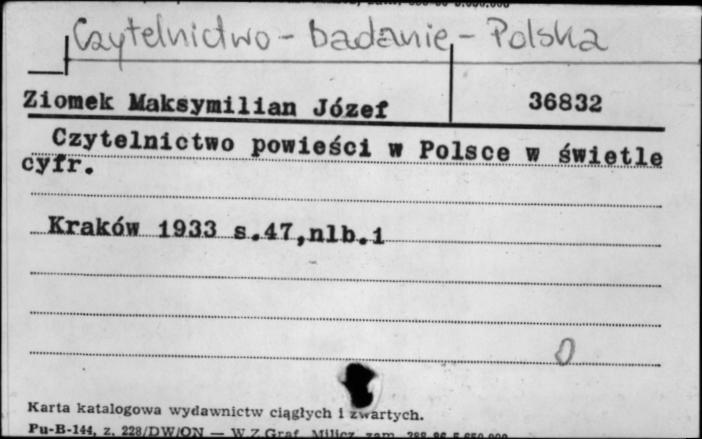 Czytelnictwo - badanie - Polska
Ziomek Maksymilian Józef 36832
Czytelnictwo powieści w Polsce w świetle
cyfr.
Kraków 1933 s.47,nlb.1
0
Karta katalogowa wydawnictw ciągłych i zwartych.
Pu-B-144, z. 228/DW/ON — W.Z.Graf. Milicz zam.